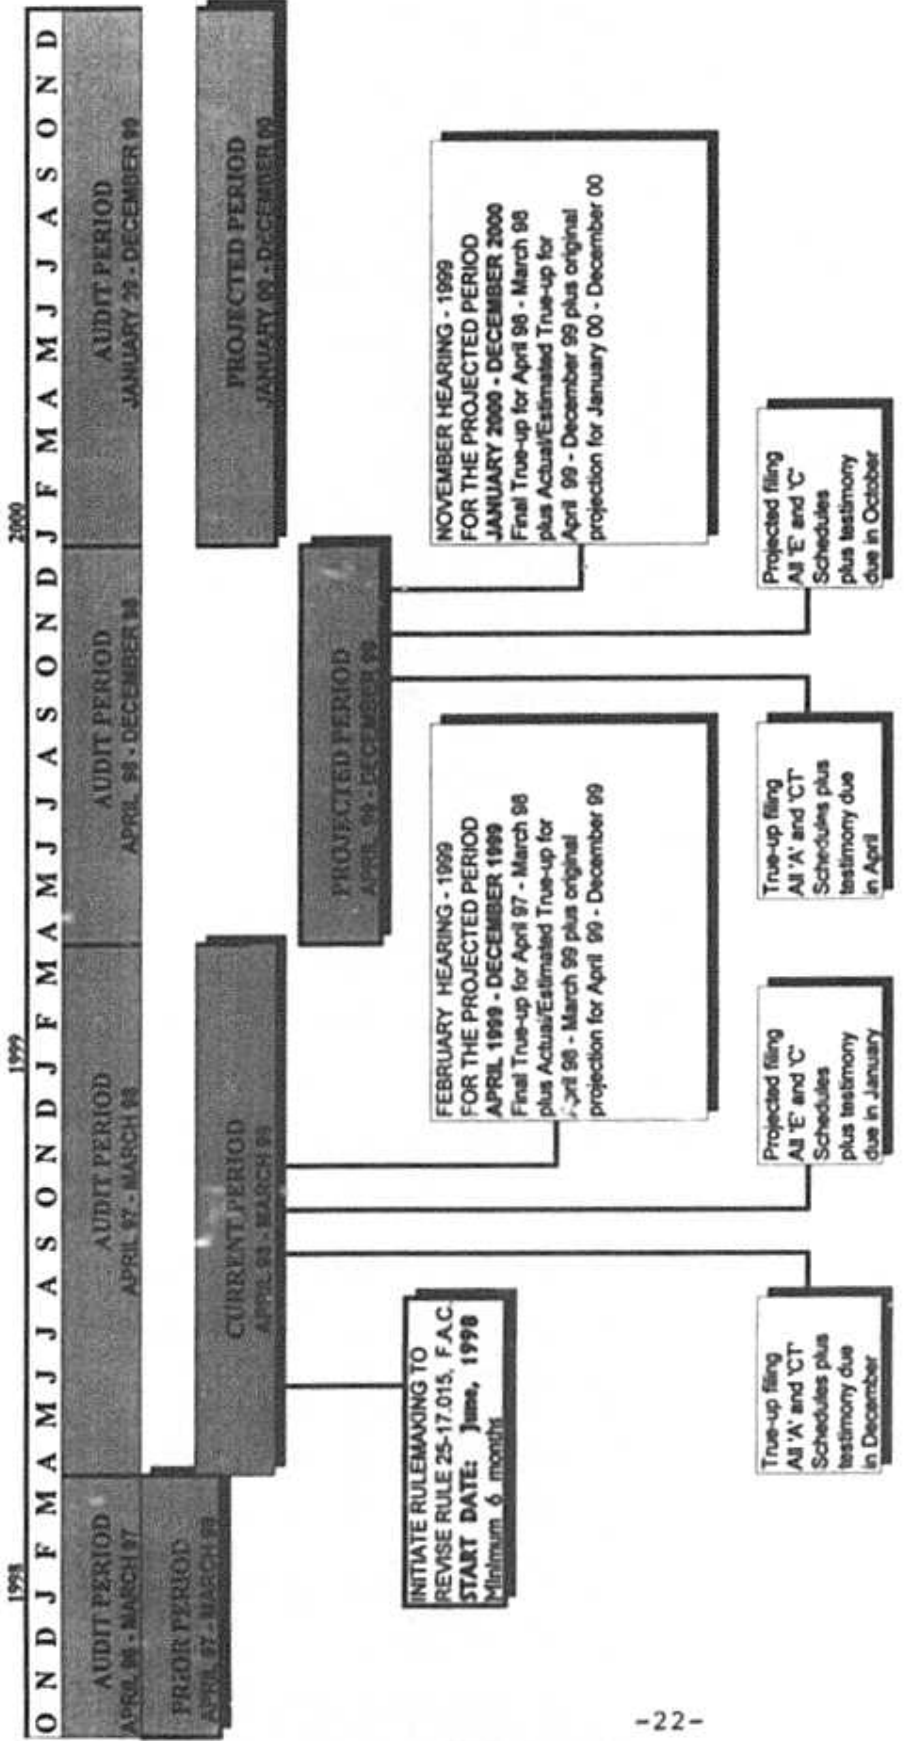 1998 1999 2000
O N D J F M A M J J A S O N D J F M A M J J A S O N D J F M A M J J A S O N D
AUDIT PERIOD
APRIL 96 - MARCH 97
AUDIT PERIOD
APRIL 97 - MARCH 98
AUDIT PERIOD
APRIL 98 - DECEMBER 98
AUDIT PERIOD
JANUARY 99 - DECEMBER 99
PRIOR PERIOD
APRIL 97 - MARCH 98
CURRENT PERIOD
APRIL 98 - MARCH 99
PROJECTED PERIOD
APRIL 99 - DECEMBER 99
PROJECTED PERIOD
JANUARY 00 - DECEMBER 00
INITIATE RULEMAKING TO
REVISE RULE 25-17.015, F.A.C.
START DATE: June, 1998
Minimum 6 months
FEBRUARY HEARING - 1999
FOR THE PROJECTED PERIOD
APRIL 1999 - DECEMBER 1999
Final True-up for April 97 - March 98
plus Actual/Estimated True-up for
April 98 - March 99 plus original
projection for April 99 - December 99
NOVEMBER HEARING - 1999
FOR THE PROJECTED PERIOD
JANUARY 2000 - DECEMBER 2000
Final True-up for April 98 - March 98
plus Actual/Estimated True-up for
April 99 - December 99 plus original
projection for January 00 - December 00
True-up filing
All 'A' and 'CT'
Schedules plus
testimony due
in December
Projected filing
All 'E' and 'C'
Schedules
plus testimony
due in January
True-up filing
All 'A' and 'CT'
Schedules plus
testimony due
in April
Projected filing
All 'E' and 'C'
Schedules
plus testimony
due in October
-22-